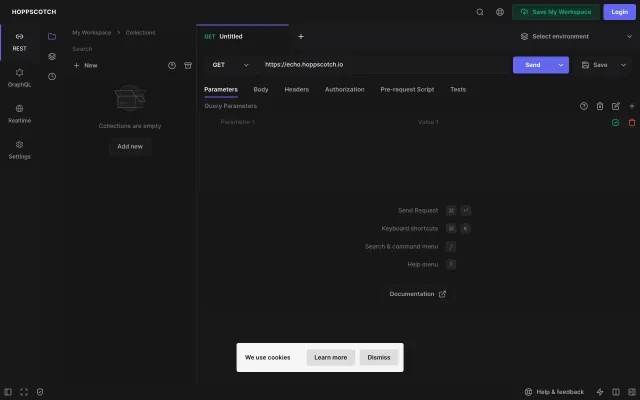 HOPPSCOTCH
Save My Workspace
Login
REST
GraphQL
Realtime
Settings
My Workspace > Collections
Search
New
Collections are empty
Add new
GET Untitled
Select environment
GET
https://echo.hoppscotch.io
Send
Save
Parameters
Body
Headers
Authorization
Pre-request Script
Tests
Query Parameters
Parameter 1
Value 1
Send Request ⌘ ↵
Keyboard shortcuts ⌘ K
Search & command menu /
Help menu ?
Documentation
We use cookies
Learn more
Dismiss
Help & feedback